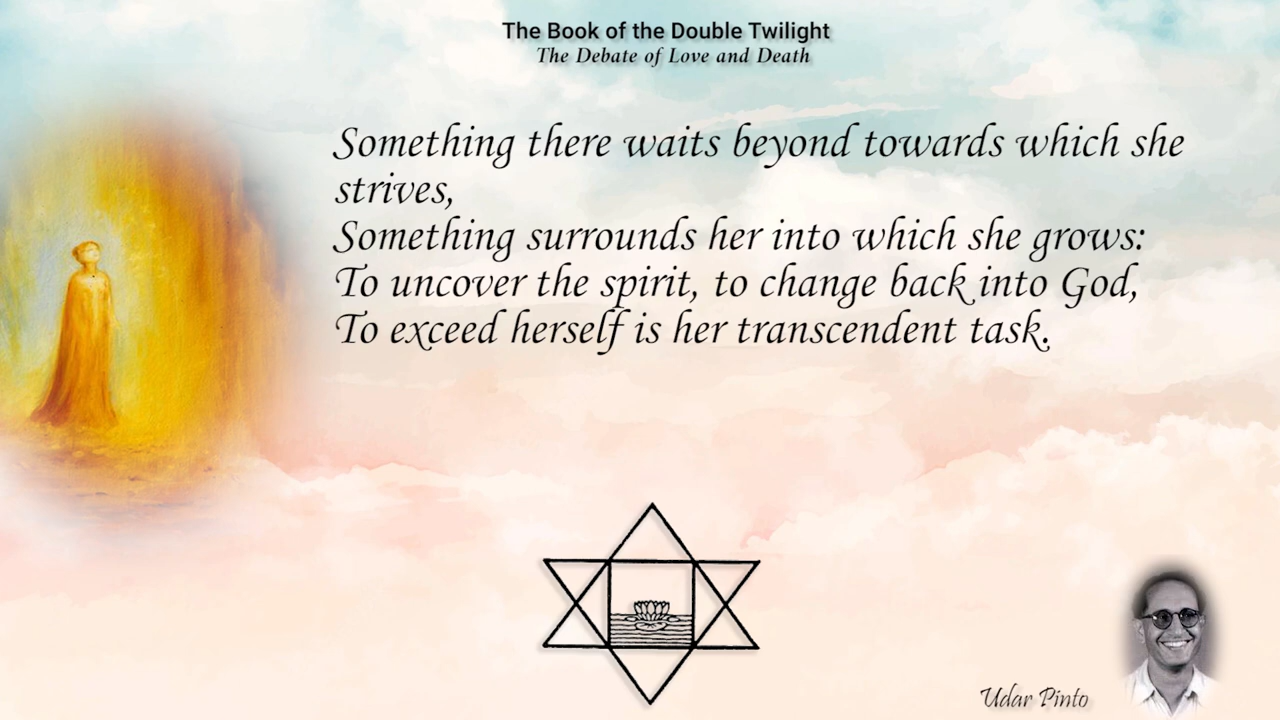 The Book of the Double Twilight
The Debate of Love and Death
Something there waits beyond towards which she
strives,
Something surrounds her into which she grows:
To uncover the spirit, to change back into God,
To exceed herself is her transcendent task.
Udar Pinto